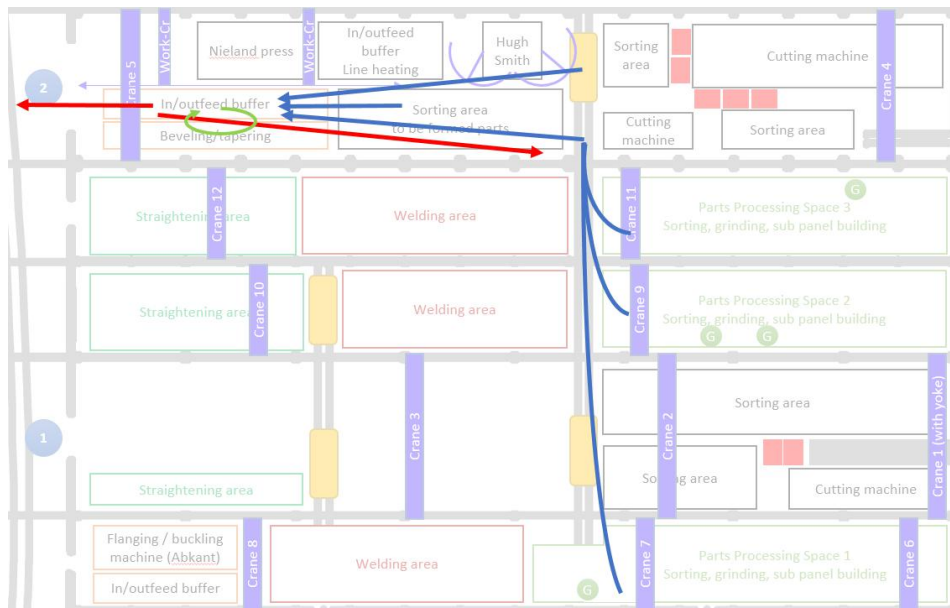 Crane 5
Work-Cr
Nieland press
Work-Cr
In/outfeed
buffer
Line heating
Hugh
Smith
Sorting
area
Cutting machine
Crane 4
2
In/outfeed buffer
Beveling/tapering
Sorting area
to be formed parts
Cutting
machine
Sorting area
Straightening area
Crane 12
Welding area
Crane 11
G
Parts Processing Space 3
Sorting, grinding, sub panel building
Straightening area
Crane 10
Welding area
Crane 9
Parts Processing Space 2
Sorting, grinding, sub panel building
G
G
1
Crane 3
Crane 2
Sorting area
Crane 1 (with yoke)
Straightening area
Sorting area
Cutting machine
Flanging / buckling
machine (Abkant)
In/outfeed buffer
Crane 8
Welding area
G
Crane 7
Parts Processing Space 1
Sorting, grinding, sub panel building
Crane 6